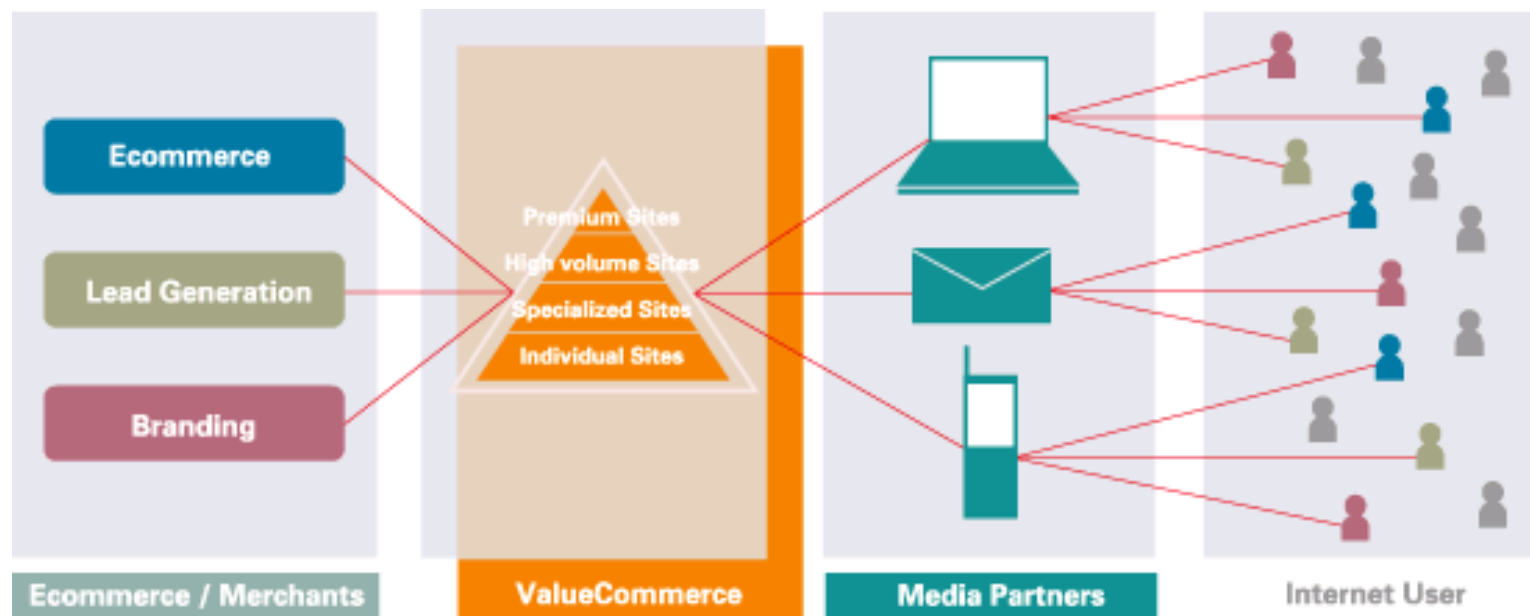 Ecommerce
Lead Generation
Branding
Premium Sites
High volume Sites
Specialized Sites
Individual Sites
Ecommerce / Merchants
ValueCommerce
Media Partners
Internet User